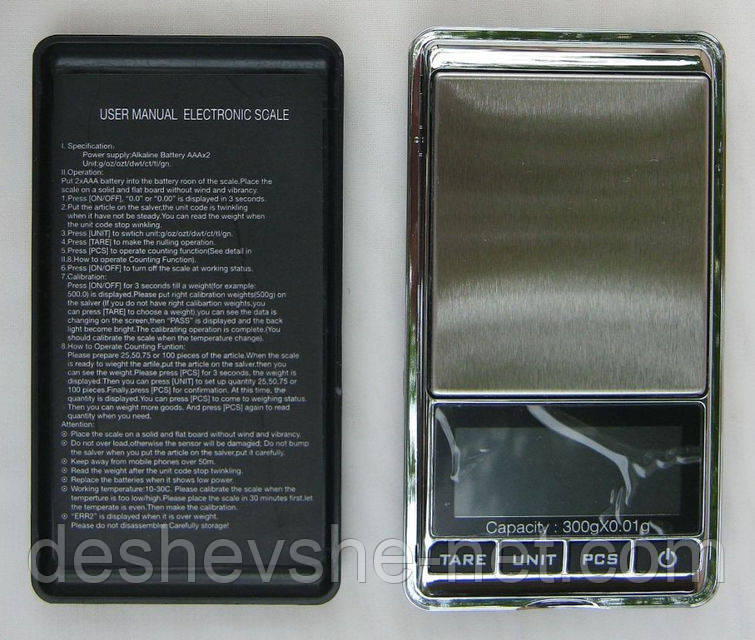 USER MANUAL ELECTRONIC SCALE
I. Specification:
Power supply:Alkaline Battery AAAx2
Unit:g/oz/ozt/dwt/ct/tl/gn.
II.Operation:
Put 2xAAA battery into the battery roon of the scale.Place the
scale on a solid and flat board without wind and vibrancy.
1.Press [ON/OFF], "0.0" or "0.00" is displayed in 3 seconds.
2.Put the article on the salver,the unit code is twinkling
when it have not be steady.You can read the weight when
the unit code stop winkling.
3.Press [UNIT] to swtich unit:g/oz/ozt/dwt/ct/tl/gn.
4.Press [TARE] to make the nulling operation.
5.Press [PCS] to operate counting function(See detail in
II.8.How to operate Counting Function).
6.Press [ON/OFF] to turn off the scale at working status.
7.Calibration:
Press [ON/OFF] for 3 seconds till a weight(for example:
500.0) is displayed.Please put right calibration weights(500g) on
the salver (If you do not have right calibartion weights,you
can press [TARE] to choose a weight),you can see the data is
changing on the screen,then "PASS" is displayed and the back
light become bright.The calibrating operation is complete.(You
should calibrate the scale when the temperature change).
8.How to Operate Counting Funtion:
Please prepare 25,50,75 or 100 pieces of the article.When the scale
is ready to wieght the artile,put the article on the salver,then you
can see the weight.Please press [PCS] for 3 seconds, the weight is
displayed.Then you can press [UNIT] to set up quantity 25,50,75 or
100 pieces.Finally,press [PCS] for confirmation. At this time, the
quantity is displayed.You can press [PCS] to come to weighing status.
Then you can weight more goods. And press [PCS] again to read
quantity when you need.
Attention:
⊙ Place the scale on a solid and flat board without wind and vibrancy.
⊙ Do not over load,otherwise the sensor will be damaged; Do not bump
the salver when you put the article on the salver,put it carefully.
⊙ Keep away from mobile phones over 50m.
⊙ Read the weight after the unit code stop twinkling.
⊙ Replace the batteries when it shows low power.
⊙ Working temperature:10-30C. Please calibrate the scale when the
temperture is too low/high.Please place the scale in 30 minutes first.let
the temperate is even.Then make the calibration.
⊙ "ERR2" is displayed when it is over weight.
Please do not disassemble!.Carefully storage!
Capacity : 300gX0.01g
TARE UNIT PCS
deshevshe-net.com